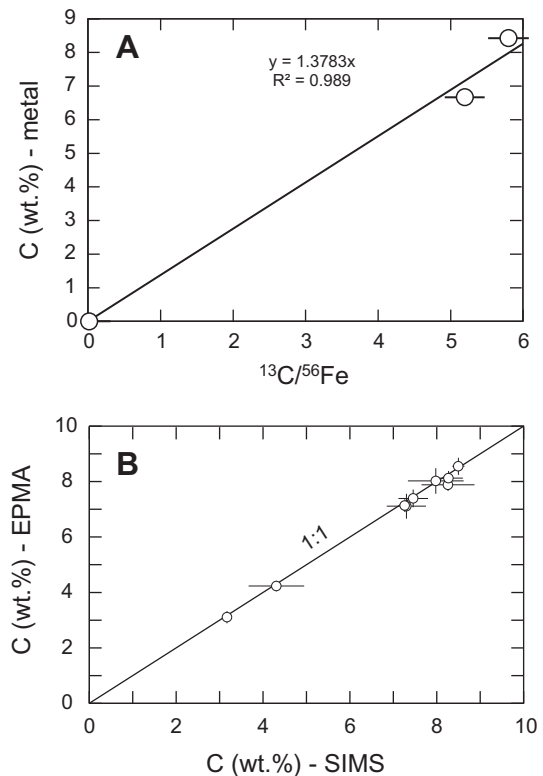 A
y = 1.3783x
R² = 0.989
C (wt.%) - metal
9
8
7
6
5
4
3
2
1
0
0 1 2 3 4 5 6
¹³C/⁵⁶Fe
B
1:1
C (wt.%) - EPMA
10
8
6
4
2
0
0 2 4 6 8 10
C (wt.%) - SIMS